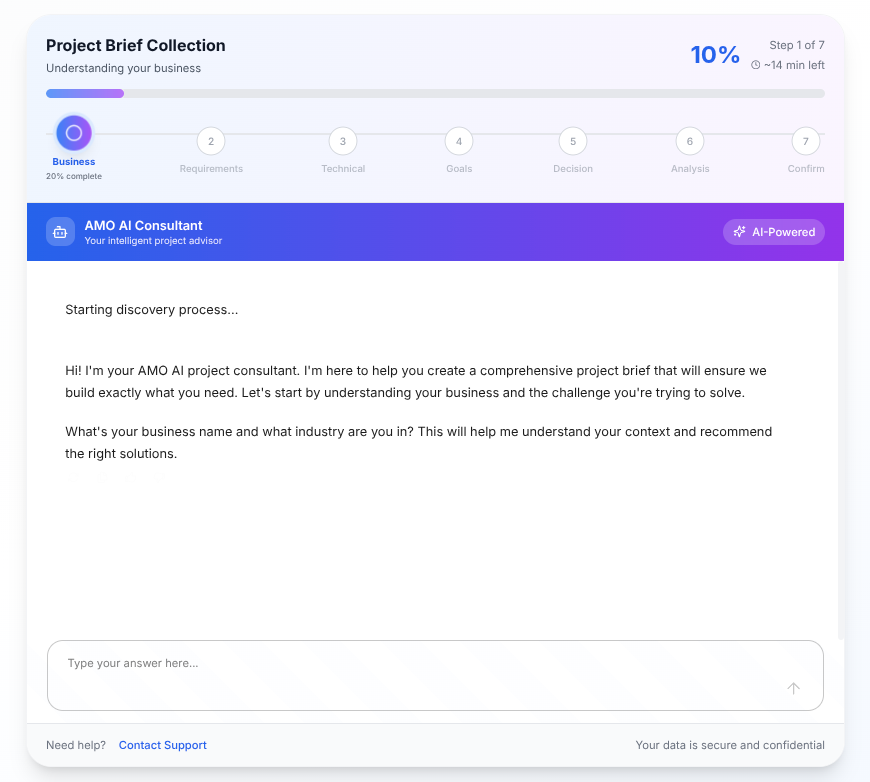 Project Brief Collection
Understanding your business
10%
Step 1 of 7
~14 min left
Business
20% complete
2
Requirements
3
Technical
4
Goals
5
Decision
6
Analysis
7
Confirm
AMO AI Consultant
Your intelligent project advisor
AI-Powered
Starting discovery process...
Hi! I'm your AMO AI project consultant. I'm here to help you create a comprehensive project brief that will ensure we
build exactly what you need. Let's start by understanding your business and the challenge you're trying to solve.
What's your business name and what industry are you in? This will help me understand your context and recommend
the right solutions.
Type your answer here...
Need help? Contact Support
Your data is secure and confidential